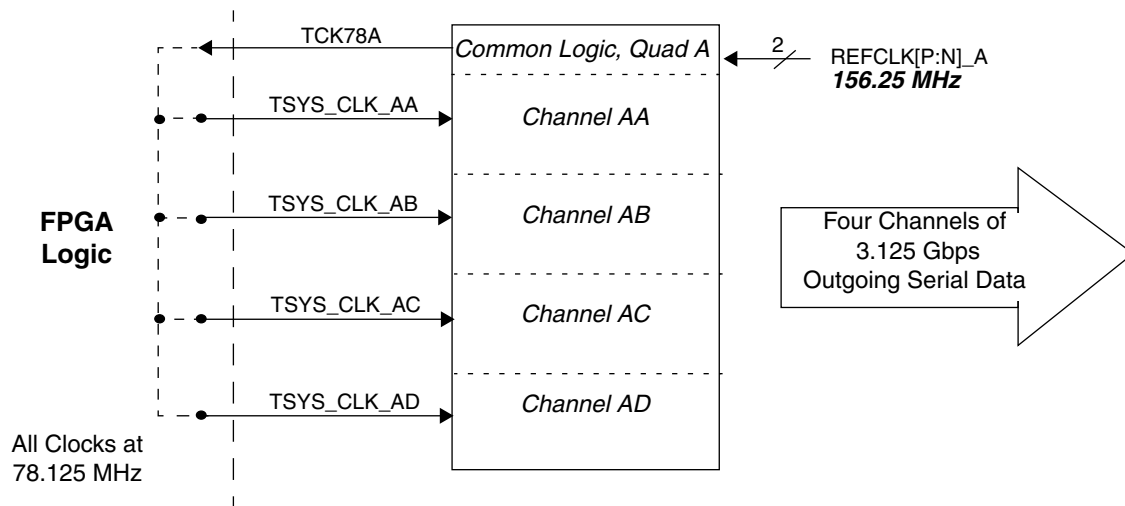 TCK78A
Common Logic, Quad A
2
REFCLK[P:N]_A
156.25 MHz
TSYS_CLK_AA
Channel AA
TSYS_CLK_AB
Channel AB
FPGA
Logic
Four Channels of
3.125 Gbps
Outgoing Serial Data
TSYS_CLK_AC
Channel AC
TSYS_CLK_AD
Channel AD
All Clocks at
78.125 MHz